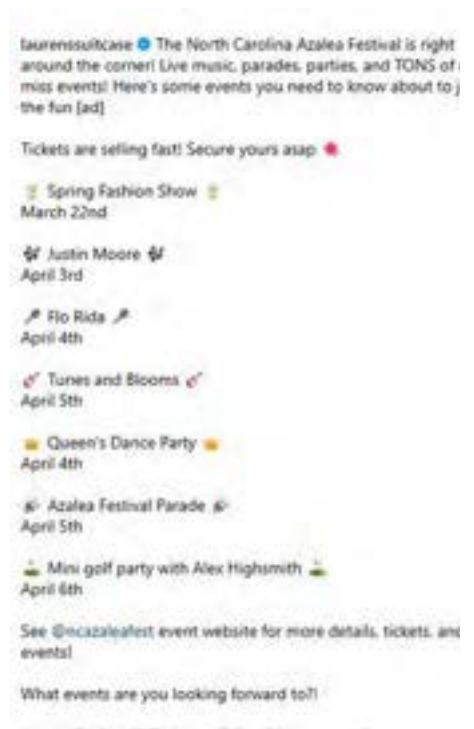 laurenssuitcase The North Carolina Azalea Festival is right
around the corner! Live music, parades, parties, and TONS of
miss events! Here's some events you need to know about to
the fun [ad]
Tickets are selling fast! Secure yours asap
Spring Fashion Show
March 22nd
Justin Moore
April 3rd
Flo Rida
April 4th
Tunes and Blooms
April 5th
Queen's Dance Party
April 4th
Azalea Festival Parade
April 5th
Mini golf party with Alex Highsmith
April 6th
See @ncazaleafest event website for more details, tickets, and
events!
What events are you looking forward to?!